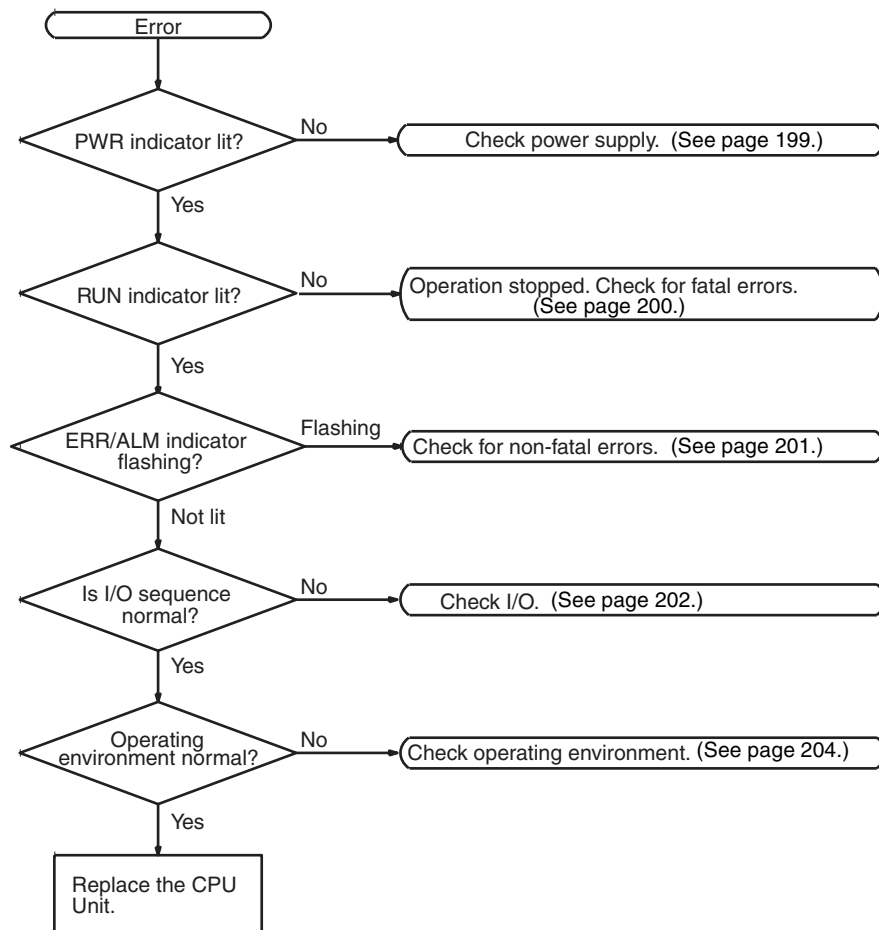 Error
PWR indicator lit?
No
Check power supply. (See page 199.)
Yes
RUN indicator lit?
No
Operation stopped. Check for fatal errors.
(See page 200.)
Yes
ERR/ALM indicator
flashing?
Flashing
Check for non-fatal errors. (See page 201.)
Not lit
Is I/O sequence
normal?
No
Check I/O. (See page 202.)
Yes
Operating
environment normal?
No
Check operating environment. (See page 204.)
Yes
Replace the CPU
Unit.